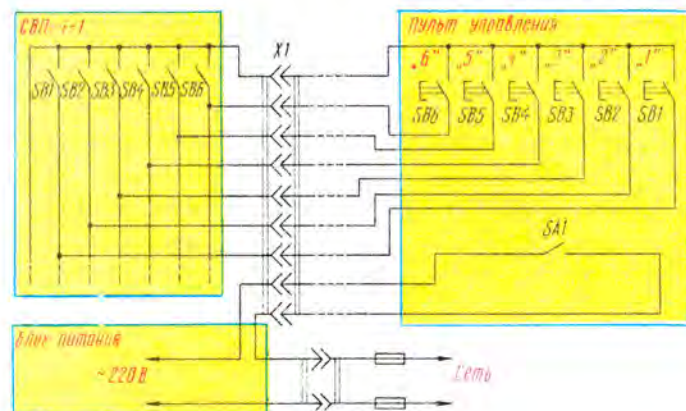 СВП-4-1
Пульт управления
X1
„6" „5" „4" „3" „2" „1"
SB1 SB2 SB3 SB4 SB5 SB6
SB6 SB5 SB4 SB3 SB2 SB1
SA1
Блок питания
~220 В
Сеть